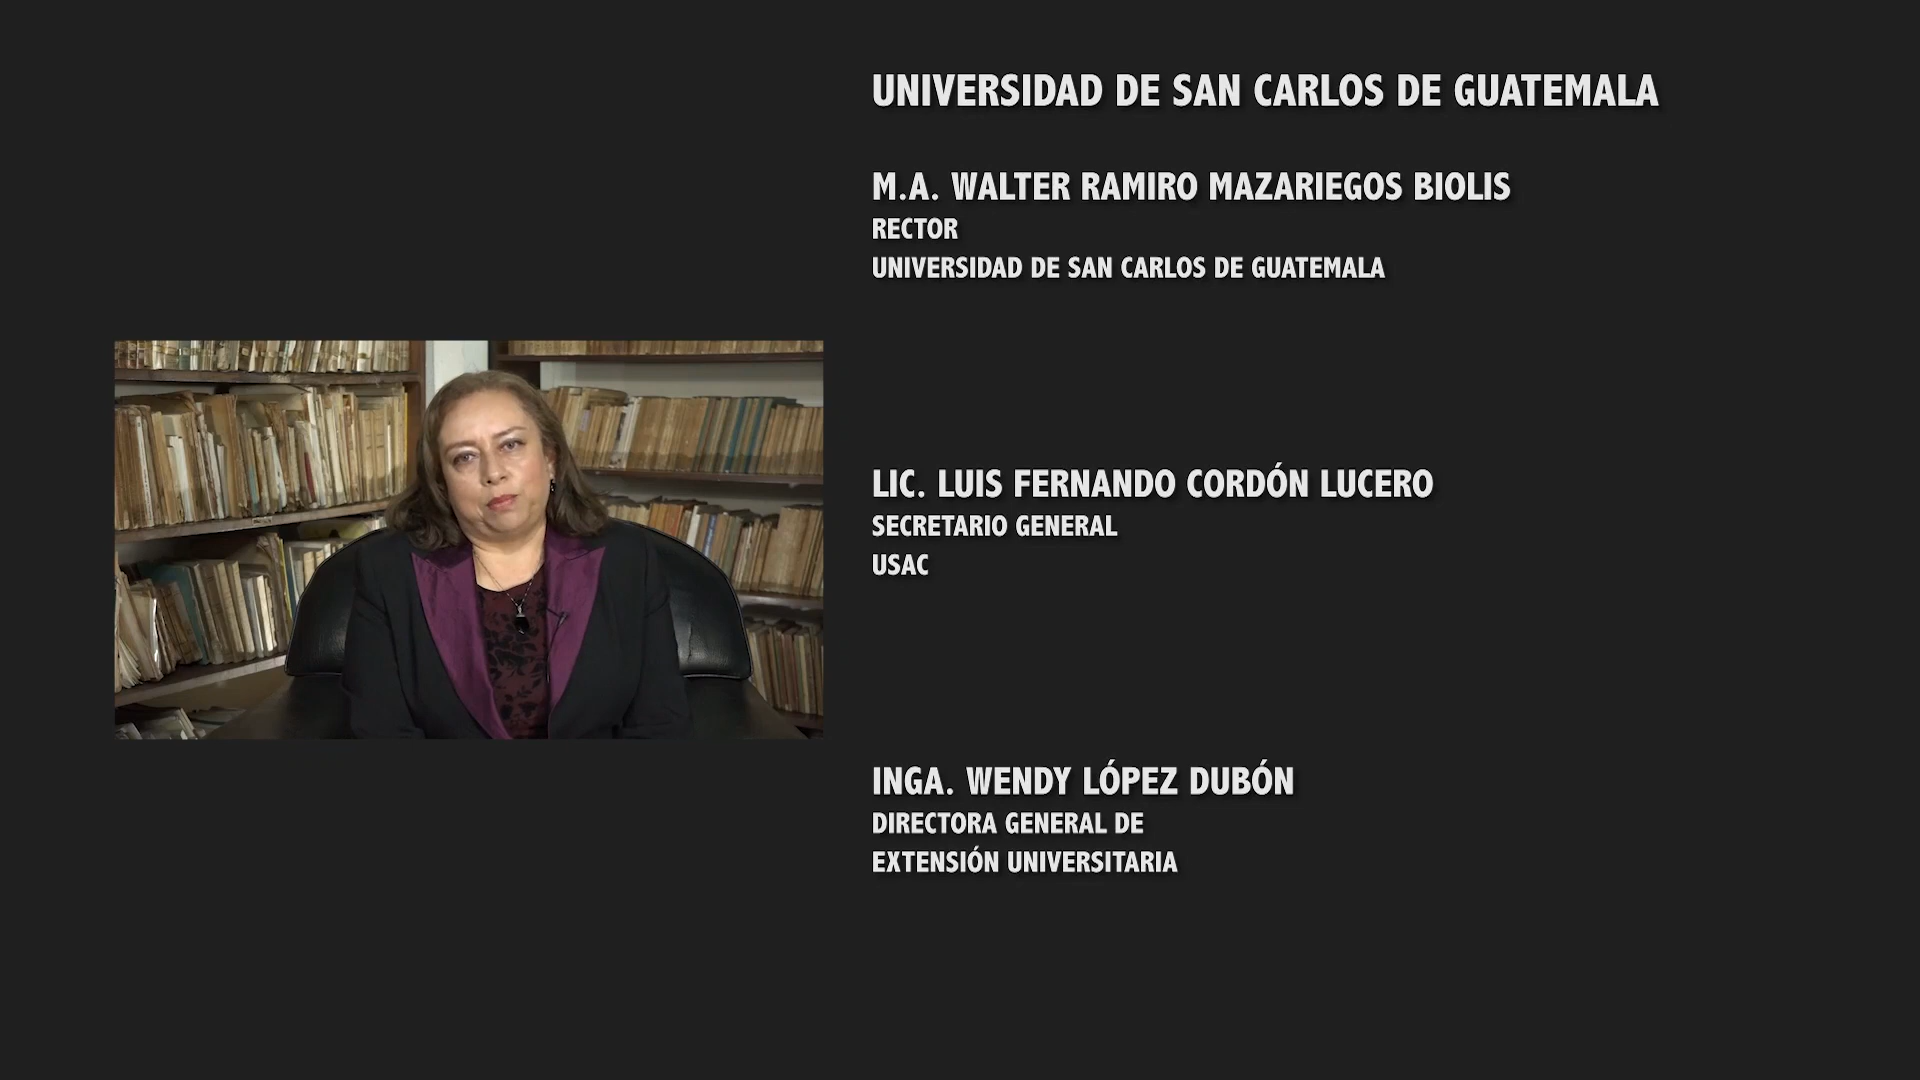 UNIVERSIDAD DE SAN CARLOS DE GUATEMALA
M.A. WALTER RAMIRO MAZARIEGOS BIOLIS
RECTOR
UNIVERSIDAD DE SAN CARLOS DE GUATEMALA
LIC. LUIS FERNANDO CORDÓN LUCERO
SECRETARIO GENERAL
USAC
INGA. WENDY LÓPEZ DUBÓN
DIRECTORA GENERAL DE
EXTENSIÓN UNIVERSITARIA